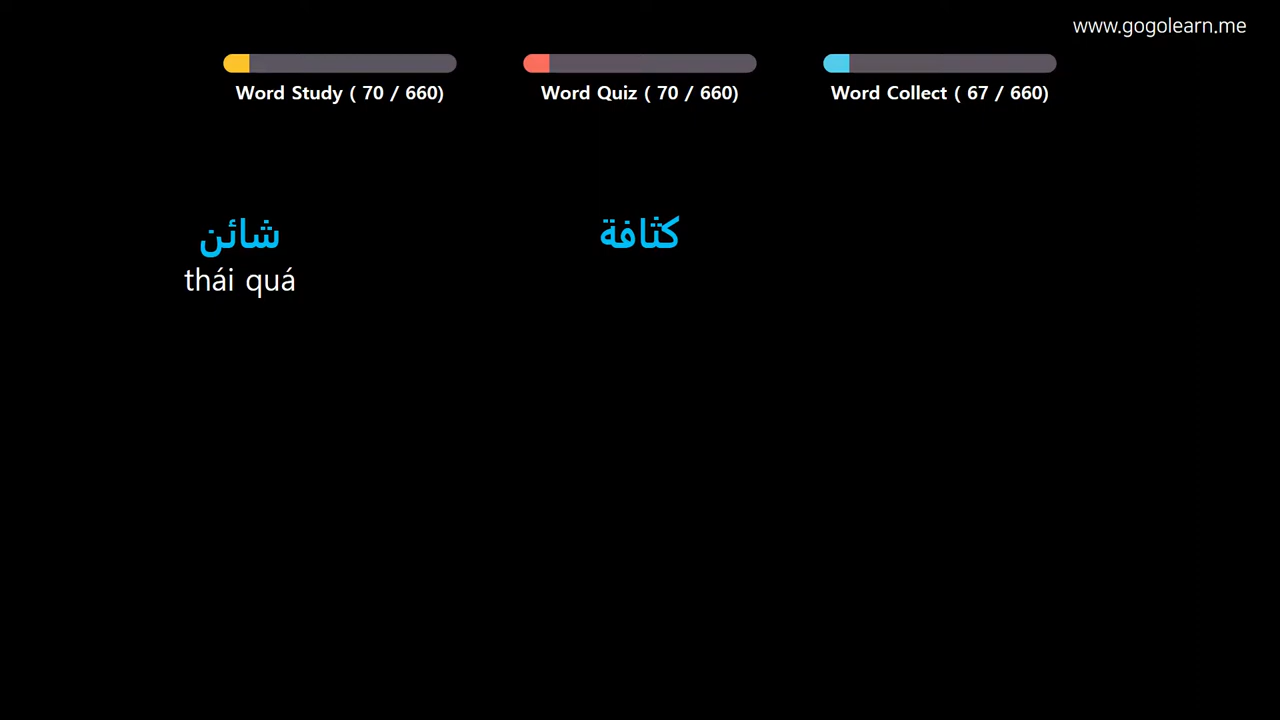 www.gogolearn.me
Word Study ( 70 / 660)
Word Quiz ( 70 / 660)
Word Collect ( 67 / 660)
شائن
thái quá
كثافة